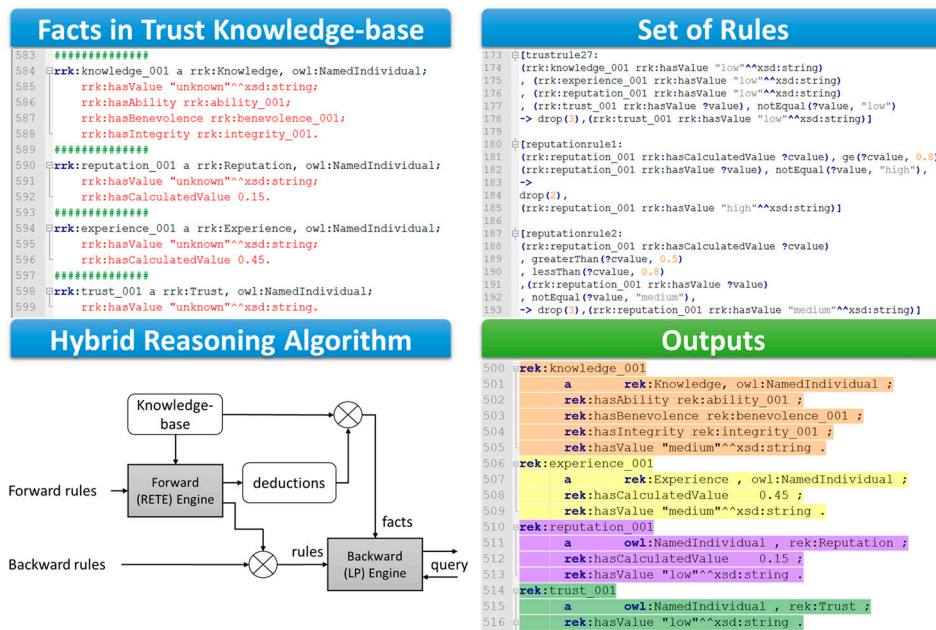 Facts in Trust Knowledge-base
583 ##############
584 rrk:knowledge_001 a rrk:Knowledge, owl:NamedIndividual;
585 rrk:hasValue "unknown"^^xsd:string;
586 rrk:hasAbility rrk:ability_001;
587 rrk:hasBenevolence rrk:benevolence_001;
588 rrk:hasIntegrity rrk:integrity_001.
589 ##############
590 rrk:reputation_001 a rrk:Reputation, owl:NamedIndividual;
591 rrk:hasValue "unknown"^^xsd:string;
592 rrk:hasCalculatedValue 0.15.
593 ##############
594 rrk:experience_001 a rrk:Experience, owl:NamedIndividual;
595 rrk:hasValue "unknown"^^xsd:string;
596 rrk:hasCalculatedValue 0.45.
597 ##############
598 rrk:trust_001 a rrk:Trust, owl:NamedIndividual;
599 rrk:hasValue "unknown"^^xsd:string.
Set of Rules
173 [trustrule27:
174 (rrk:knowledge_001 rrk:hasValue "low"^^xsd:string)
175 , (rrk:experience_001 rrk:hasValue "low"^^xsd:string)
176 , (rrk:reputation_001 rrk:hasValue "low"^^xsd:string)
177 , (rrk:trust_001 rrk:hasValue ?value), notEqual(?value, "low")
178 -> drop(3),(rrk:trust_001 rrk:hasValue "low"^^xsd:string)]
179
180 [reputationrule1:
181 (rrk:reputation_001 rrk:hasCalculatedValue ?cvalue), ge(?cvalue, 0.8)
182 (rrk:reputation_001 rrk:hasValue ?value), notEqual(?value, "high"),
183 ->
184 drop(2),
185 (rrk:reputation_001 rrk:hasValue "high"^^xsd:string)]
186
187 [reputationrule2:
188 (rrk:reputation_001 rrk:hasCalculatedValue ?cvalue)
189 , greaterThan(?cvalue, 0.5)
190 , lessThan(?cvalue, 0.8)
191 ,(rrk:reputation_001 rrk:hasValue ?value)
192 , notEqual(?value, "medium"),
193 -> drop(3),(rrk:reputation_001 rrk:hasValue "medium"^^xsd:string)]
Hybrid Reasoning Algorithm
Knowledge-
base
Forward rules
Forward
(RETE) Engine
deductions
facts
Backward rules
rules
Backward
(LP) Engine
query
Outputs
500 rek:knowledge_001
501 a rek:Knowledge, owl:NamedIndividual ;
502 rek:hasAbility rek:ability_001 ;
503 rek:hasBenevolence rek:benevolence_001 ;
504 rek:hasIntegrity rek:integrity_001 ;
505 rek:hasValue "medium"^^xsd:string .
506 rek:experience_001
507 a rek:Experience , owl:NamedIndividual ;
508 rek:hasCalculatedValue 0.45 ;
509 rek:hasValue "medium"^^xsd:string .
510 rek:reputation_001
511 a owl:NamedIndividual , rek:Reputation ;
512 rek:hasCalculatedValue 0.15 ;
513 rek:hasValue "low"^^xsd:string .
514 rek:trust_001
515 a owl:NamedIndividual , rek:Trust ;
516 rek:hasValue "low"^^xsd:string .